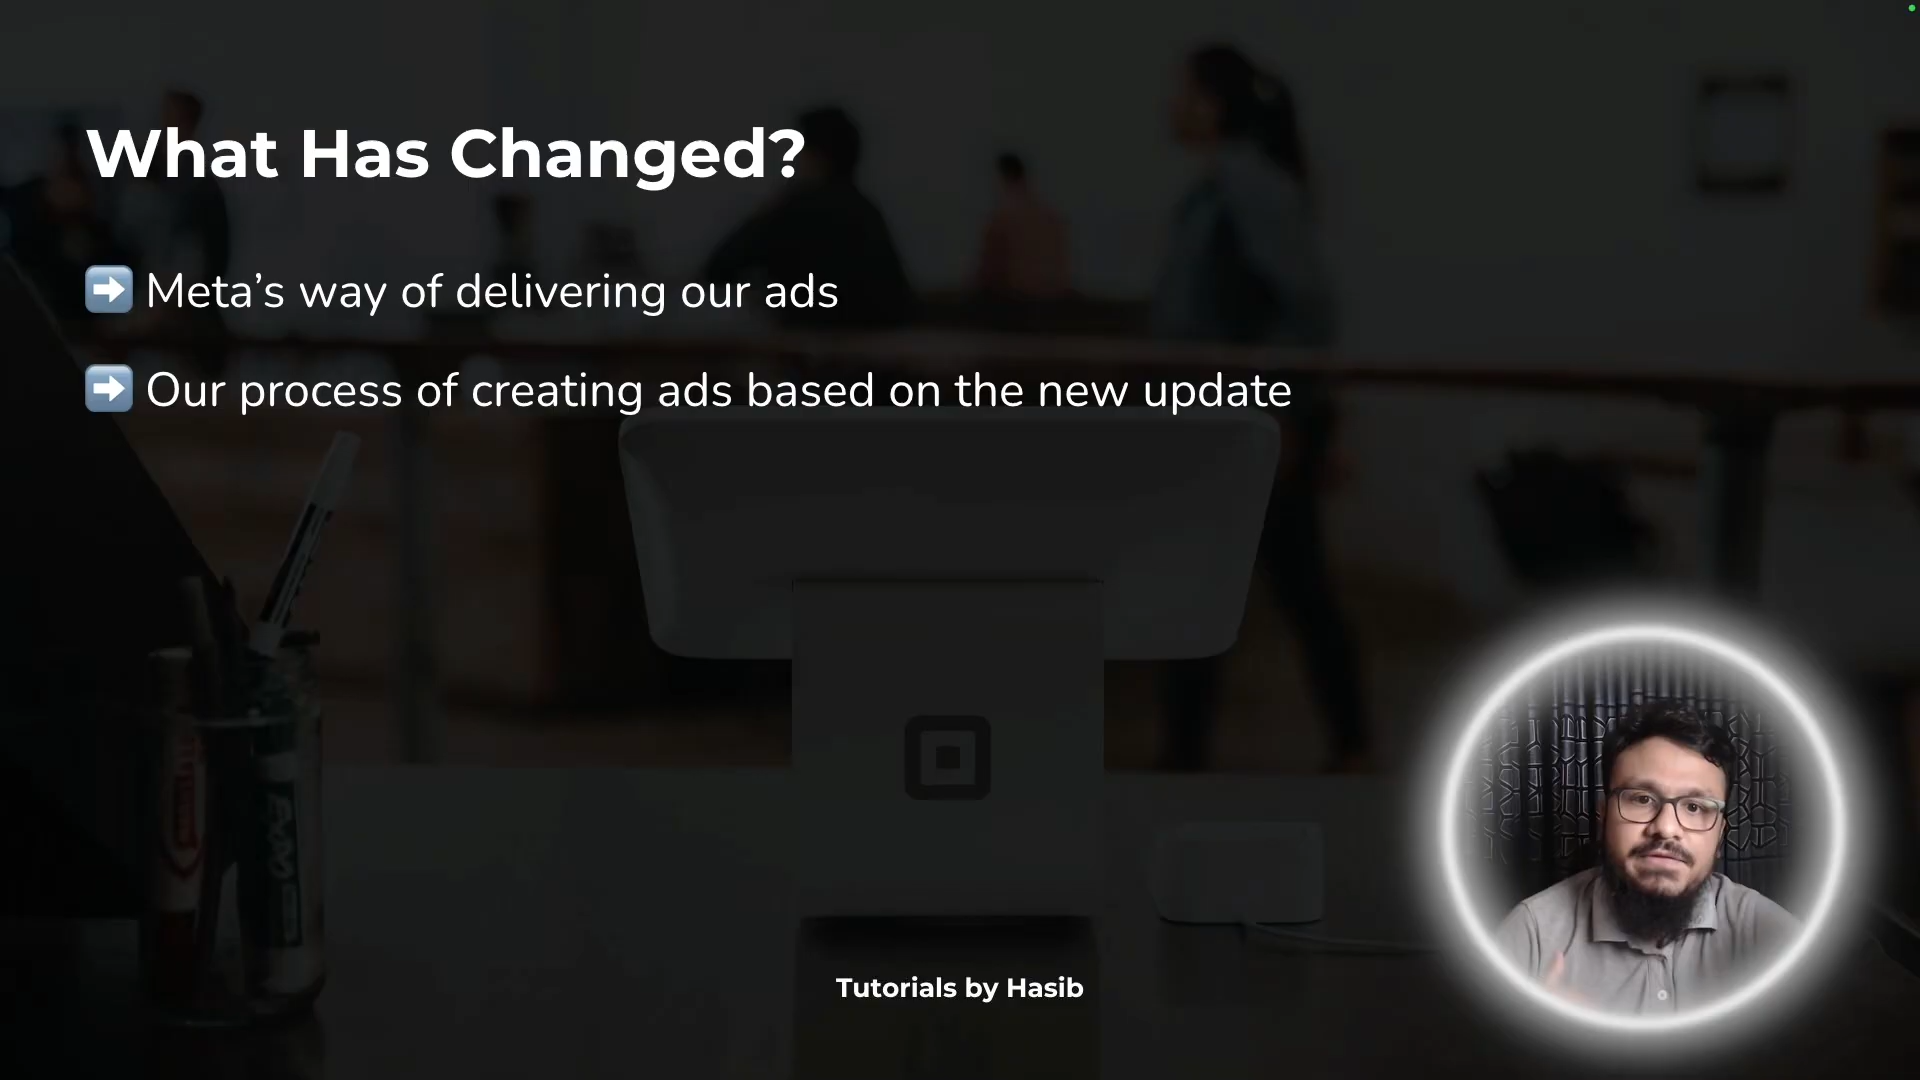 What Has Changed?
➡️ Meta’s way of delivering our ads
➡️ Our process of creating ads based on the new update
EXPO
Tutorials by Hasib